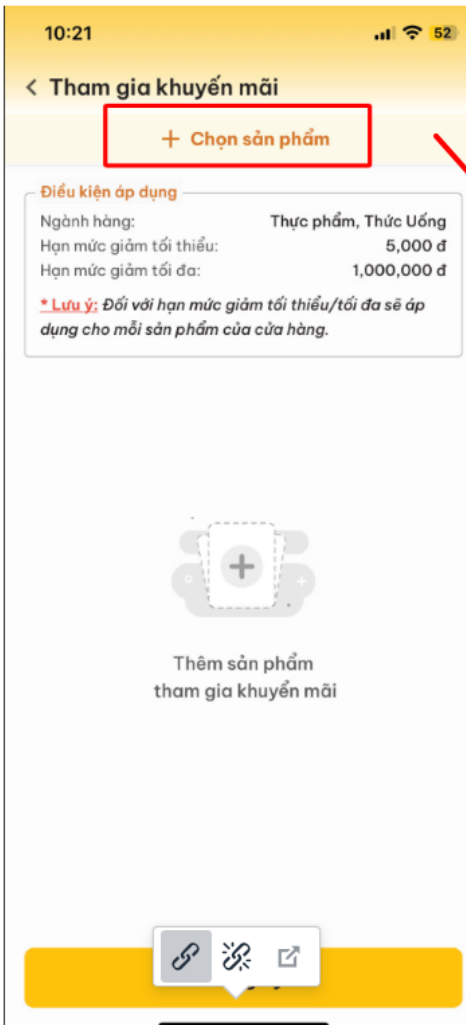 10:21
52
Tham gia khuyến mãi
+ Chọn sản phẩm
Điều kiện áp dụng
Ngành hàng: Thực phẩm, Thức Uống
Hạn mức giảm tối thiểu: 5,000 đ
Hạn mức giảm tối đa: 1,000,000 đ
* Lưu ý: Đối với hạn mức giảm tối thiểu/tối đa sẽ áp
dụng cho mỗi sản phẩm của cửa hàng.
Thêm sản phẩm
tham gia khuyến mãi